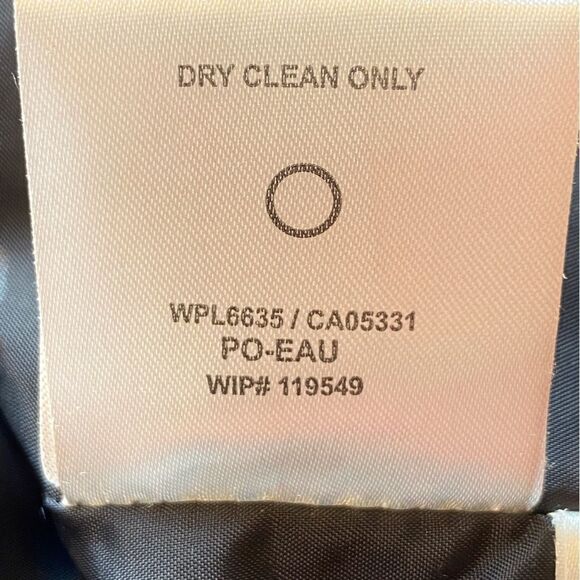 DRY CLEAN ONLY
WPL6635 / CA05331
PO-EAU
WIP# 119549